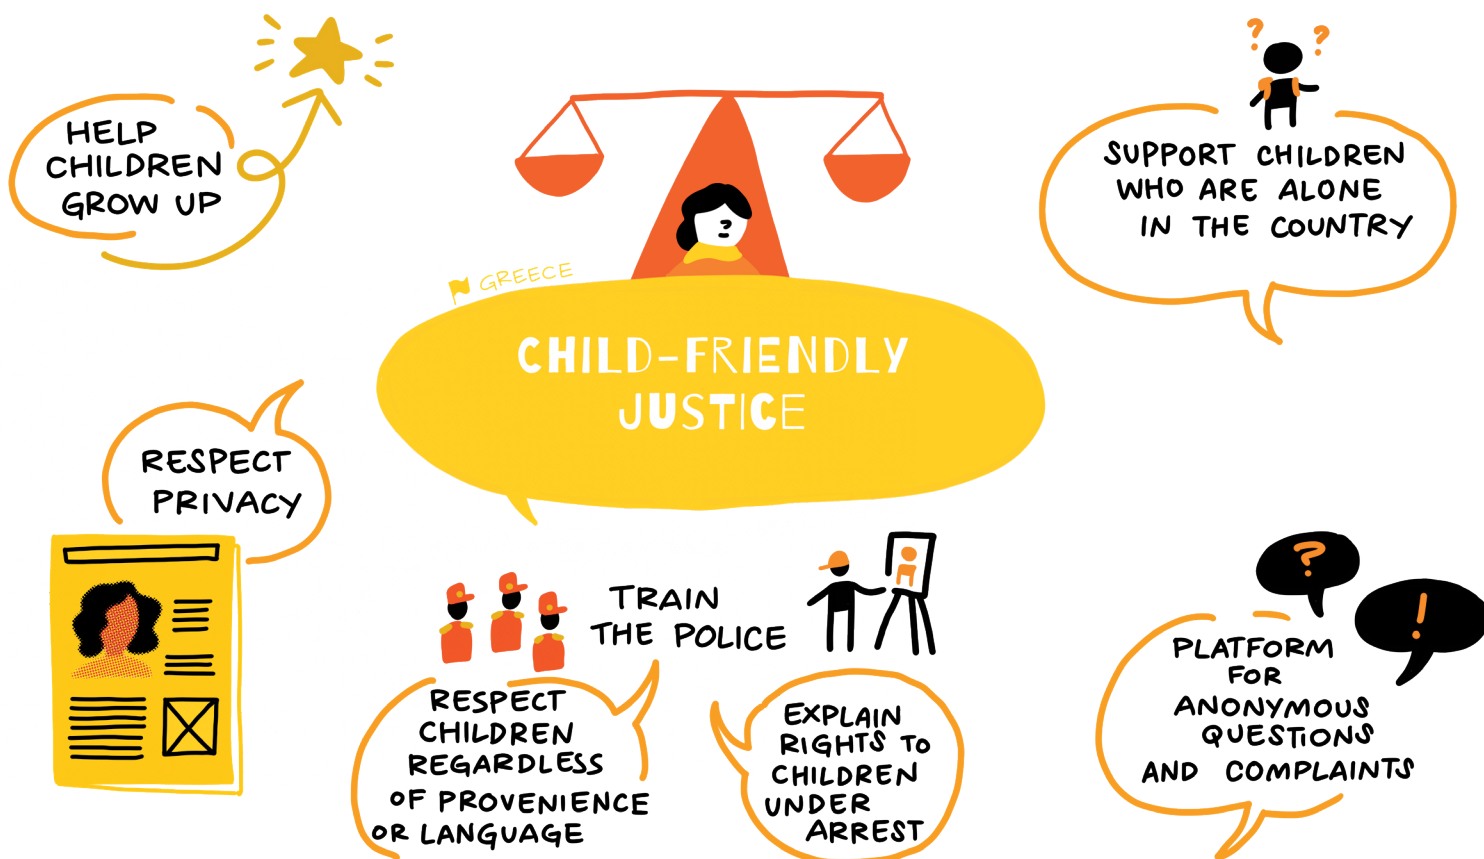 HELP
CHILDREN
GROW UP
SUPPORT CHILDREN
WHO ARE ALONE
IN THE COUNTRY
GREECE
CHILD-FRIENDLY
JUSTICE
RESPECT
PRIVACY
TRAIN
THE POLICE
RESPECT
CHILDREN
REGARDLESS
OF PROVENIENCE
OR LANGUAGE
EXPLAIN
RIGHTS TO
CHILDREN
UNDER
ARREST
PLATFORM
FOR
ANONYMOUS
QUESTIONS
AND COMPLAINTS